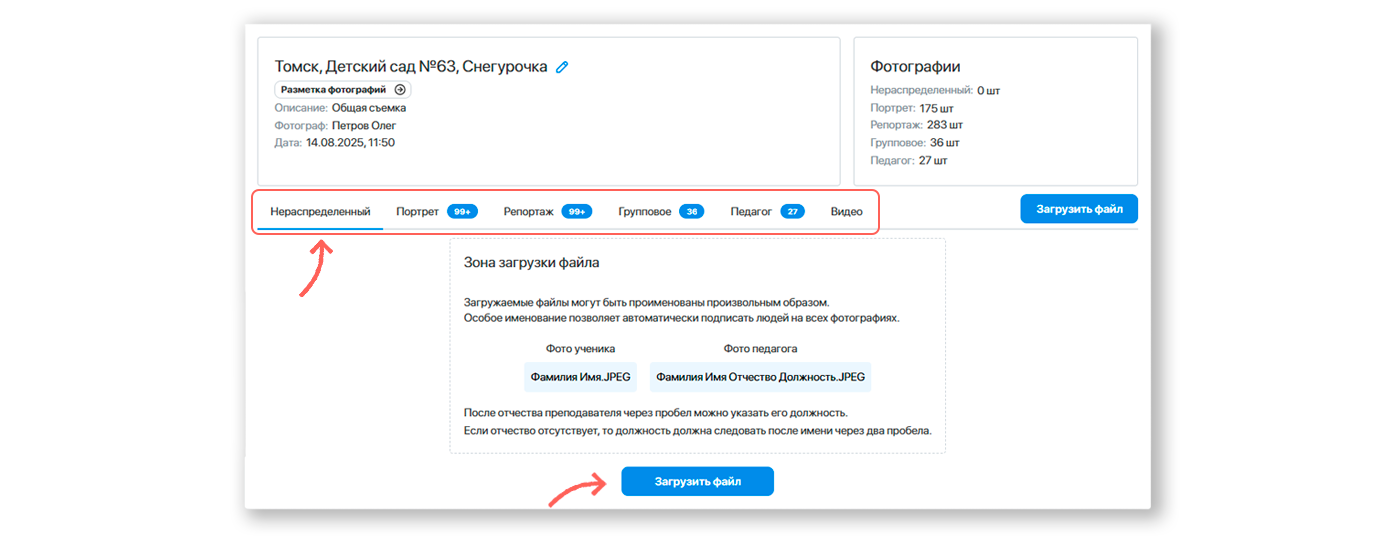 Томск, Детский сад №63, Снегурочка
Разметка фотографий
Описание: Общая съемка
Фотограф: Петров Олег
Дата: 14.08.2025, 11:50
Фотографии
Нераспределенный: 0 шт
Портрет: 175 шт
Репортаж: 283 шт
Групповое: 36 шт
Педагог: 27 шт
Нераспределенный Портрет 99+ Репортаж 99+ Групповое 36 Педагог 27 Видео
Загрузить файл
Зона загрузки файла
Загружаемые файлы могут быть проименованы произвольным образом.
Особое именование позволяет автоматически подписать людей на всех фотографиях.
Фото ученика Фото педагога
Фамилия Имя.JPEG Фамилия Имя Отчество Должность.JPEG
После отчества преподавателя через пробел можно указать его должность.
Если отчество отсутствует, то должность должна следовать после имени через два пробела.
Загрузить файл